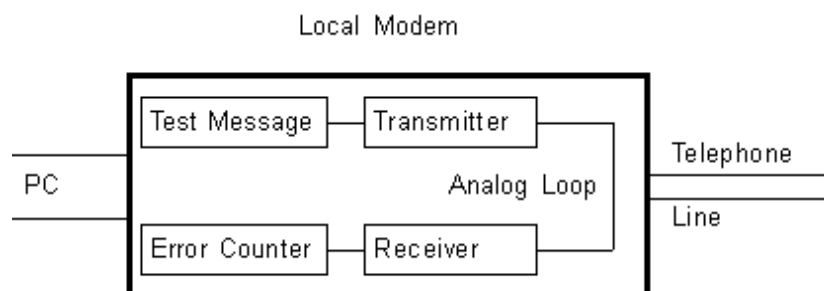 Local Modem
Test Message
Transmitter
Telephone
PC
Analog Loop
Line
Error Counter
Receiver